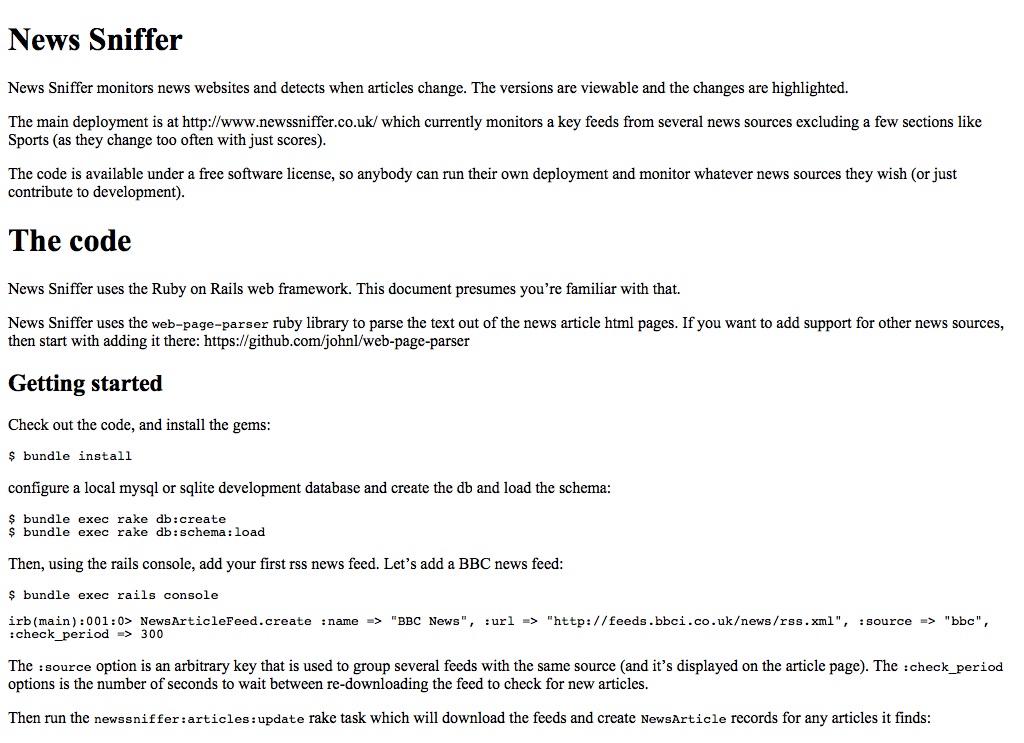 News Sniffer
News Sniffer monitors news websites and detects when articles change. The versions are viewable and the changes are highlighted.
The main deployment is at http://www.newssniffer.co.uk/ which currently monitors a key feeds from several news sources excluding a few sections like
Sports (as they change too often with just scores).
The code is available under a free software license, so anybody can run their own deployment and monitor whatever news sources they wish (or just
contribute to development).
The code
News Sniffer uses the Ruby on Rails web framework. This document presumes you’re familiar with that.
News Sniffer uses the web-page-parser ruby library to parse the text out of the news article html pages. If you want to add support for other news sources,
then start with adding it there: https://github.com/johnl/web-page-parser
Getting started
Check out the code, and install the gems:
$ bundle install
configure a local mysql or sqlite development database and create the db and load the schema:
$ bundle exec rake db:create
$ bundle exec rake db:schema:load
Then, using the rails console, add your first rss news feed. Let’s add a BBC news feed:
$ bundle exec rails console
irb(main):001:0> NewsArticleFeed.create :name => "BBC News", :url => "http://feeds.bbci.co.uk/news/rss.xml", :source => "bbc",
:check_period => 300
The :source option is an arbitrary key that is used to group several feeds with the same source (and it’s displayed on the article page). The :check_period
options is the number of seconds to wait between re-downloading the feed to check for new articles.
Then run the newssniffer:articles:update rake task which will download the feeds and create NewsArticle records for any articles it finds: